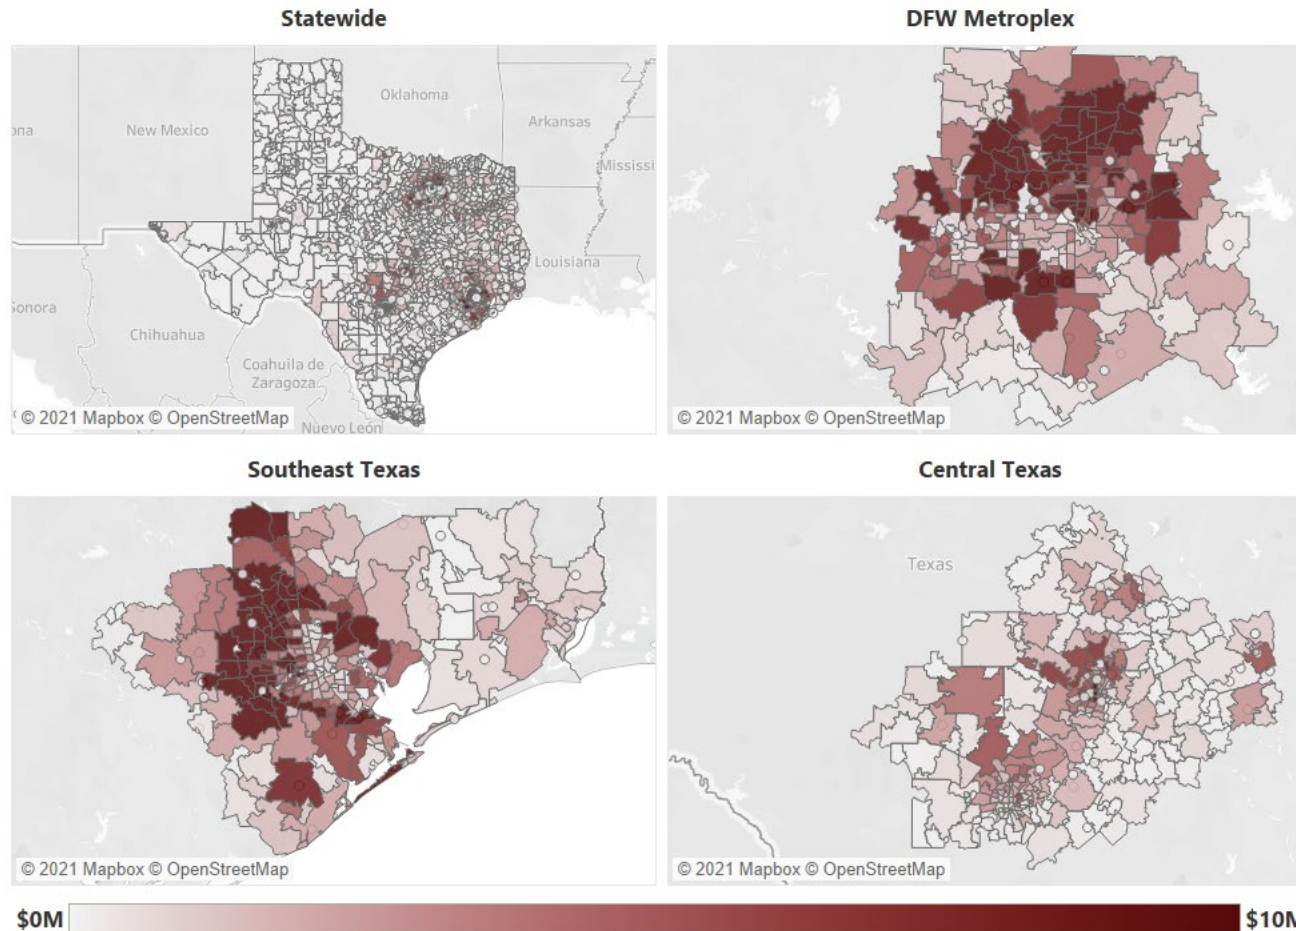 Statewide
DFW Metroplex
Oklahoma
New Mexico
Arkansas
Mississi
ona
Louisiana
Sonora
Chihuahua
Coahuila de
Zaragoza
Nuevo León
© 2021 Mapbox © OpenStreetMap
© 2021 Mapbox © OpenStreetMap
Southeast Texas
Central Texas
Texas
© 2021 Mapbox © OpenStreetMap
© 2021 Mapbox © OpenStreetMap
$0M
$10M